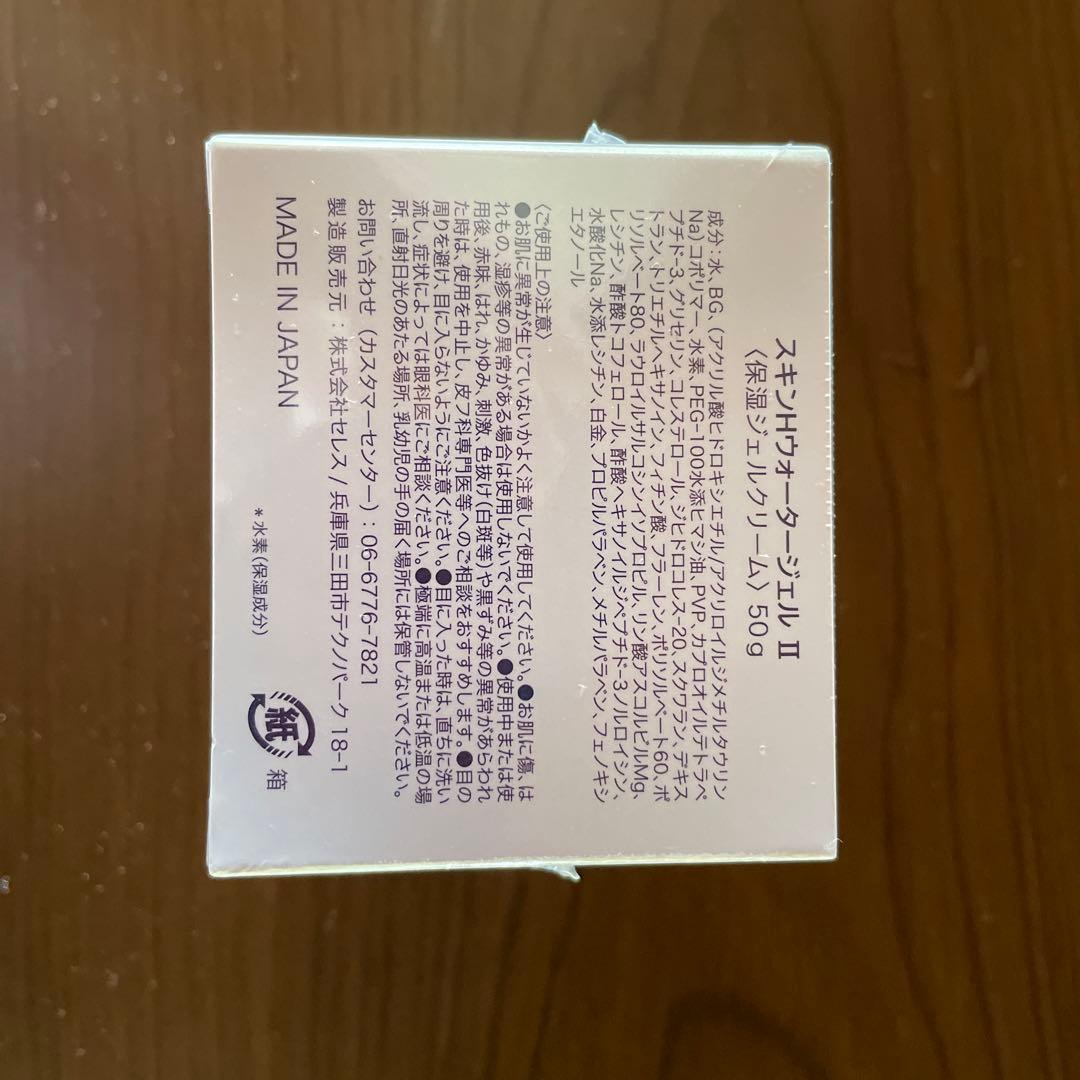 スキンHウォータージェル Ⅱ
〈保湿ジェルクリーム〉 50g
成分：水、BG、（アクリル酸ヒドロキシエチル/アクリロイルジメチルタウリン
Na）コポリマー、水素、PEG-100水添ヒマシ油、PVP、カプロオイルテトラペ
プチド-3、グリセリン、コレステロール、ジヒドロコレス-20、スクワラン、デキス
トラン、トリエチルヘキサノイン、フィチン酸、フラーレン、ポリソルベート60、ポ
リソルベート80、ラウロイルサルコシンイソプロピル、リン酸アスコルビルMg、
レシチン、酢酸トコフェロール、酢酸ヘキサノイルジペプチド-3ノルロイシン、
水酸化Na、水添レシチン、白金、プロピルパラベン、メチルパラベン、フェノキシ
エタノール
〈ご使用上の注意〉
●お肌に異常が生じていないかよく注意して使用してください。●お肌に傷、は
れもの、湿疹等の異常がある場合は使用しないでください。●使用中または使
用後、赤味、はれ、かゆみ、刺激、色抜け（白斑等）や黒ずみ等の異常があらわれ
た時は、使用を中止し、皮フ科専門医等へのご相談をおすすめします。●目の
周りを避け、目に入らないようにご注意ください。●目に入った時は、直ちに洗い
流し、症状によっては眼科医にご相談ください。●極端に高温または低温の場
所、直射日光のあたる場所、乳幼児の手の届く場所には保管しないでください。
お問い合わせ（カスタマーセンター）：06-6776-7821
製造販売元：株式会社セレス / 兵庫県三田市テクノパーク 18-1
MADE IN JAPAN
＊水素（保湿成分）
紙
箱